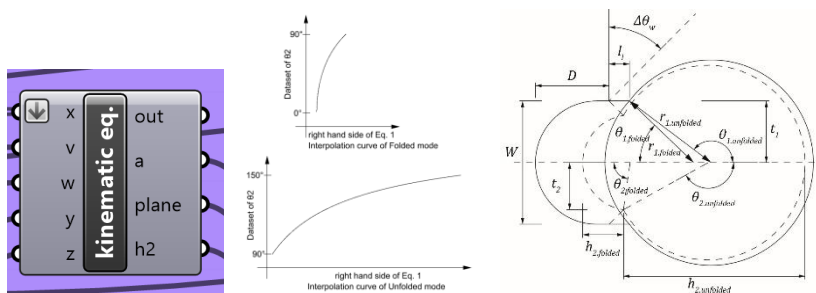 x
v
w
y
z
kinematic eq.
out
a
plane
h2
90°
0°
Dataset of θ2
right hand side of Eq. 1
Interpolation curve of Folded mode
150°
90°
Dataset of θ2
right hand side of Eq. 1
Interpolation curve of Unfolded mode
Δθw
l1
D
W
r1.unfolded
θ1.folded
r1.folded
θ1.unfolded
t1
t2
θ2folded
θ2.unfolded
h2.folded
h2.unfolded